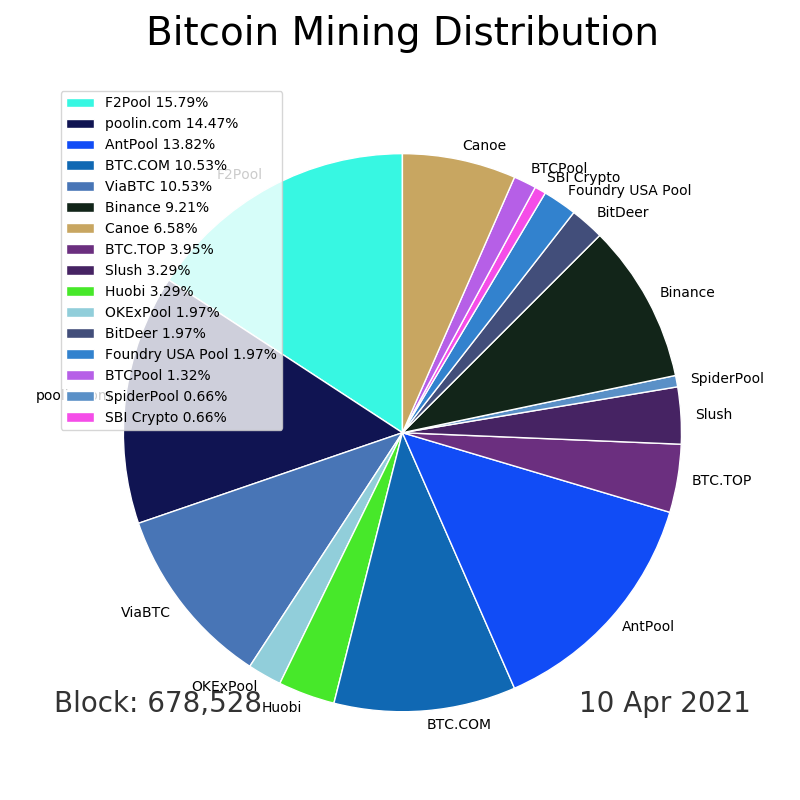 Bitcoin Mining Distribution
F2Pool 15.79%
poolin.com 14.47%
AntPool 13.82%
BTC.COM 10.53%
ViaBTC 10.53%
Binance 9.21%
Canoe 6.58%
BTC.TOP 3.95%
Slush 3.29%
Huobi 3.29%
OKExPool 1.97%
BitDeer 1.97%
Foundry USA Pool 1.97%
BTCPool 1.32%
SpiderPool 0.66%
SBI Crypto 0.66%
F2Pool
Canoe
BTCPool
SBI Crypto
Foundry USA Pool
BitDeer
Binance
SpiderPool
Slush
BTC.TOP
AntPool
BTC.COM
Huobi
OKExPool
ViaBTC
poolin.com
Block: 678,528
10 Apr 2021